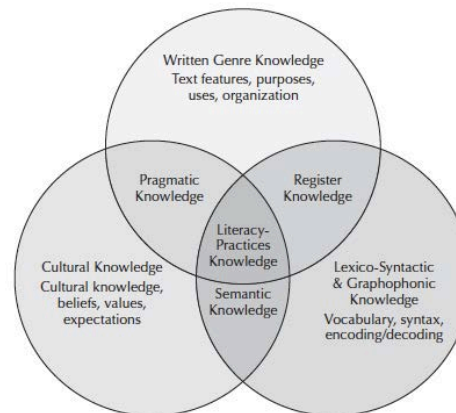 Written Genre Knowledge
Text features, purposes,
uses, organization
Pragmatic
Knowledge
Register
Knowledge
Literacy-
Practices
Knowledge
Cultural Knowledge
Cultural knowledge,
beliefs, values,
expectations
Semantic
Knowledge
Lexico-Syntactic
& Graphophonic
Knowledge
Vocabulary, syntax,
encoding/decoding